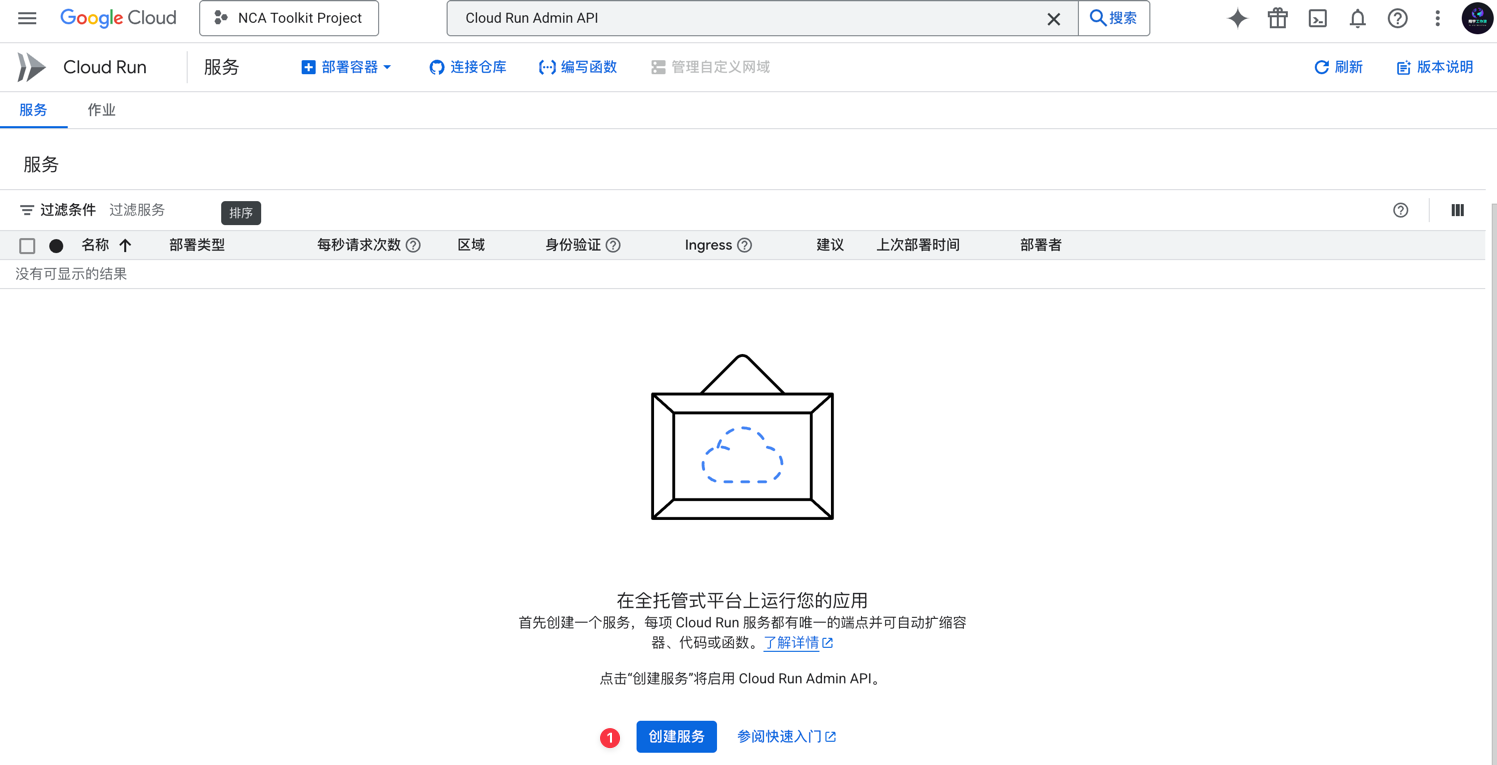 Google Cloud
NCA Toolkit Project
Cloud Run Admin API
搜索
Cloud Run
服务
部署容器
连接仓库
编写函数
管理自定义网域
刷新
版本说明
服务
作业
服务
过滤条件
过滤服务
排序
名称
部署类型
每秒请求次数
区域
身份验证
Ingress
建议
上次部署时间
部署者
没有可显示的结果
在全托管式平台上运行您的应用
首先创建一个服务，每项 Cloud Run 服务都有唯一的端点并可自动扩缩容
器、代码或函数。了解详情
点击“创建服务”将启用 Cloud Run Admin API。
1
创建服务
参阅快速入门